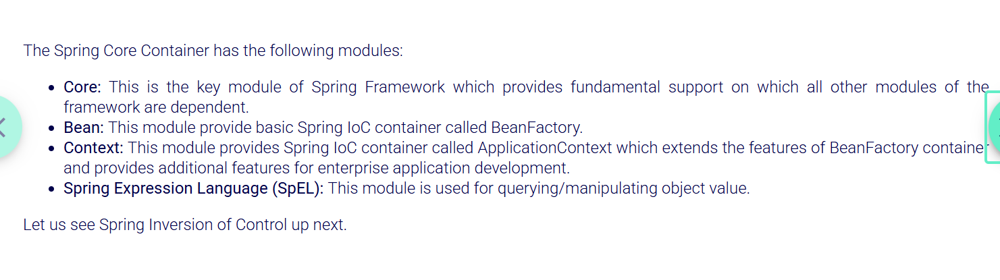 The Spring Core Container has the following modules:
• Core: This is the key module of Spring Framework which provides fundamental support on which all other modules of the
framework are dependent.
• Bean: This module provide basic Spring IoC container called BeanFactory.
• Context: This module provides Spring IoC container called ApplicationContext which extends the features of BeanFactory container
and provides additional features for enterprise application development.
• Spring Expression Language (SpEL): This module is used for querying/manipulating object value.
Let us see Spring Inversion of Control up next.